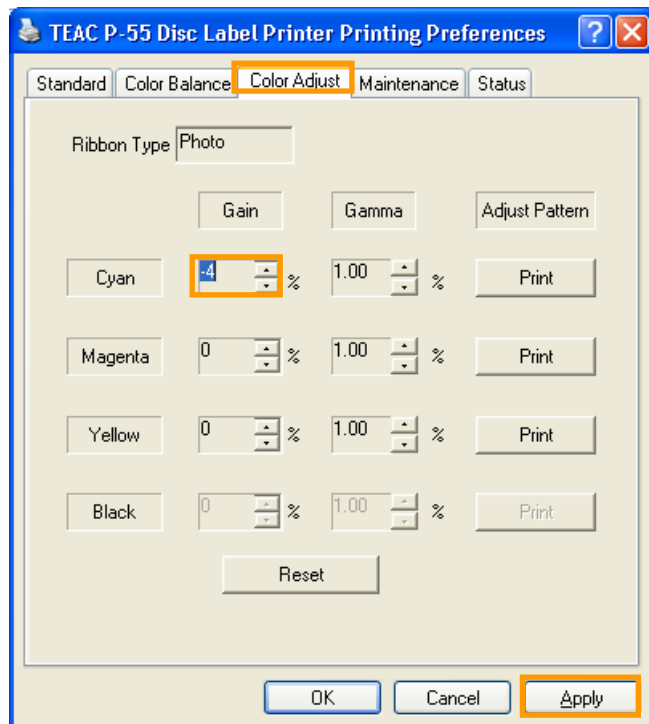 TEAC P-55 Disc Label Printer Printing Preferences
Standard Color Balance Color Adjust Maintenance Status
Ribbon Type Photo
Gain Gamma Adjust Pattern
Cyan -4 % 1.00 % Print
Magenta 0 % 1.00 % Print
Yellow 0 % 1.00 % Print
Black 0 % 1.00 % Print
Reset
OK Cancel Apply